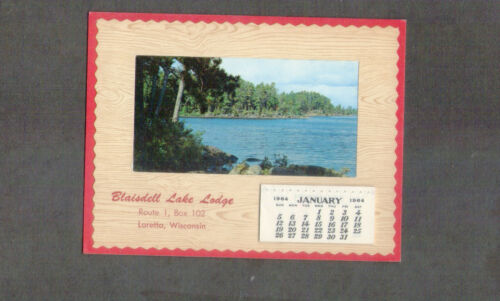 Blaisdell Lake Lodge
Route 1, Box 102
Loretta, Wisconsin
1964 JANUARY 1964
SUN MON TUE WED THU FRI SAT
1 2 3 4
5 6 7 8 9 10 11
12 13 14 15 16 17 18
19 20 21 22 23 24 25
26 27 28 29 30 31